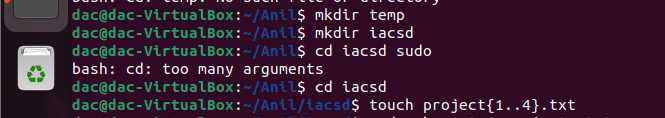 bash: cd: temp: No such file or directory
dac@dac-VirtualBox:~/Anil$ mkdir temp
dac@dac-VirtualBox:~/Anil$ mkdir iacsd
dac@dac-VirtualBox:~/Anil$ cd iacsd sudo
bash: cd: too many arguments
dac@dac-VirtualBox:~/Anil$ cd iacsd
dac@dac-VirtualBox:~/Anil/iacsd$ touch project{1..4}.txt